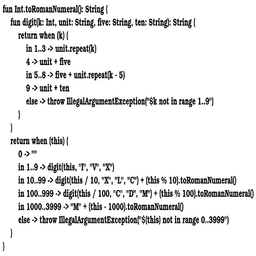 fun Int.toRomanNumeral(): String {
fun digit(k: Int, unit: String, five: String, ten: String): String {
return when (k) {
in 1..3 -> unit.repeat(k)
4 -> unit + five
in 5..8 -> five + unit.repeat(k - 5)
9 -> unit + ten
else -> throw IllegalArgumentException("$k not in range 1..9")
}
}
return when (this) {
0 -> ""
in 1..9 -> digit(this, "I", "V", "X")
in 10..99 -> digit(this / 10, "X", "L", "C") + (this % 10).toRomanNumeral()
in 100..999 -> digit(this / 100, "C", "D", "M") + (this % 100).toRomanNumeral()
in 1000..3999 -> "M" + (this - 1000).toRomanNumeral()
else -> throw IllegalArgumentException("${this} not in range 0..3999")
}
}